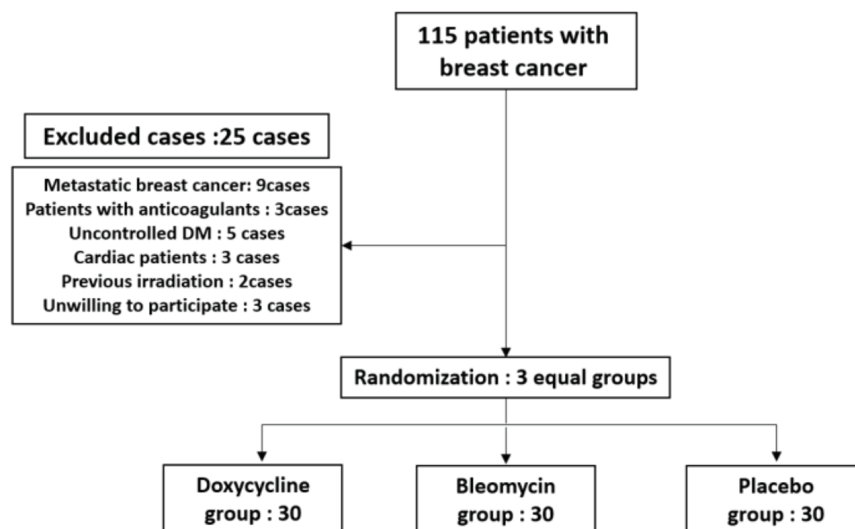 115 patients with
breast cancer
Excluded cases :25 cases
Metastatic breast cancer: 9cases
Patients with anticoagulants : 3cases
Uncontrolled DM : 5 cases
Cardiac patients : 3 cases
Previous irradiation : 2cases
Unwilling to participate : 3 cases
Randomization : 3 equal groups
Doxycycline
group : 30
Bleomycin
group : 30
Placebo
group : 30